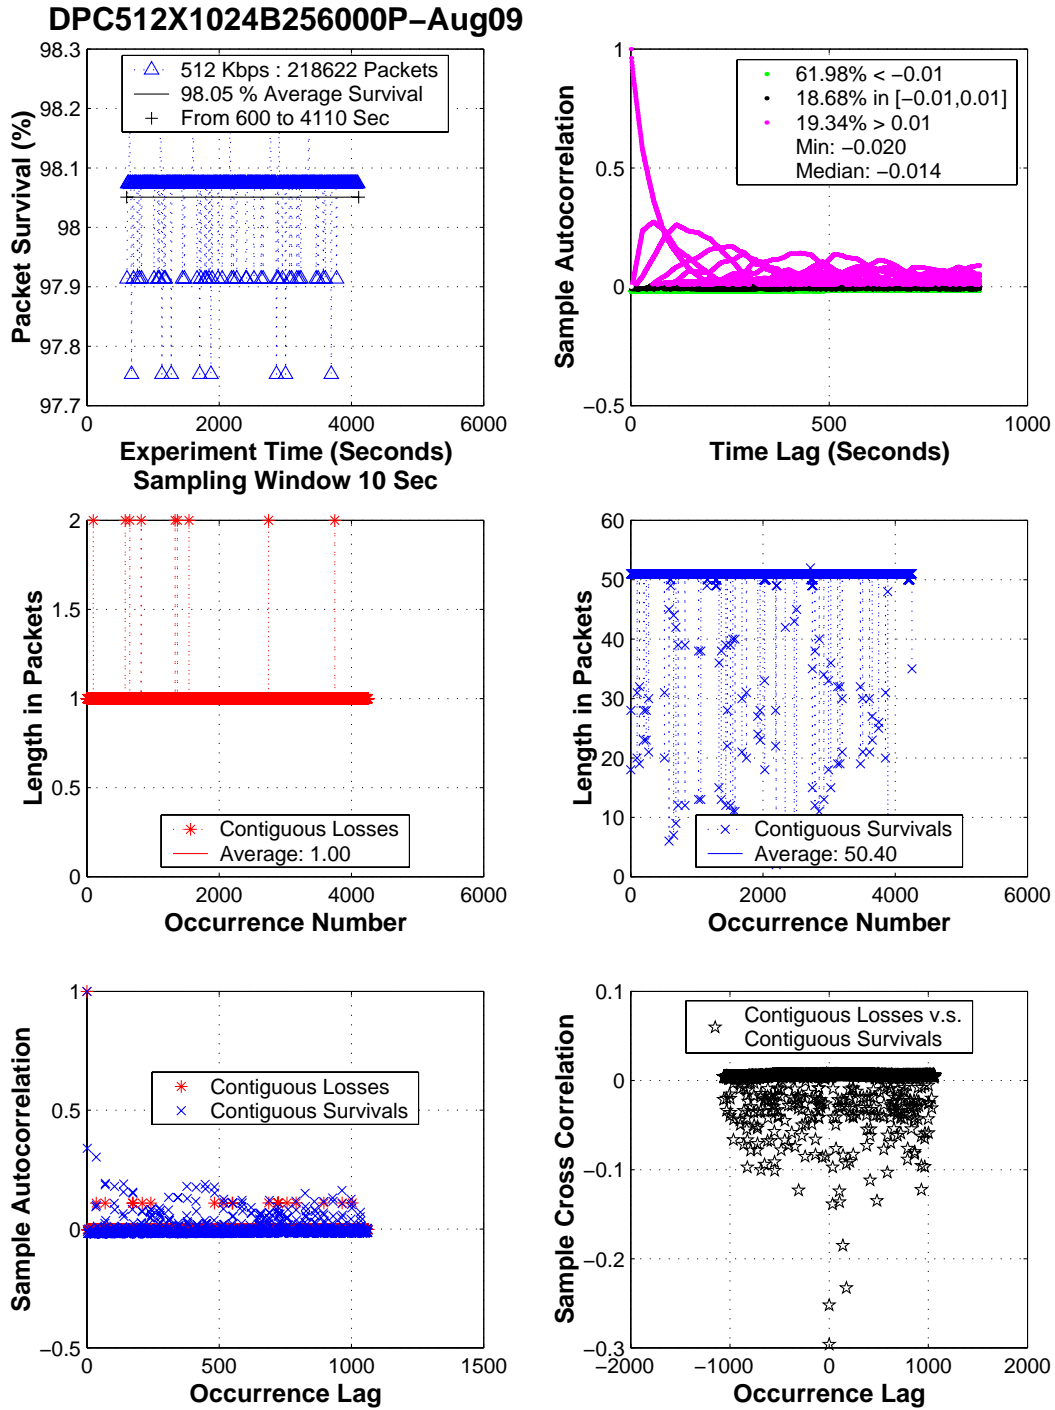 DPC512X1024B256000P−Aug09
98.3
98.2
98.1
98
97.9
97.8
97.7
Packet Survival (%)
512 Kbps : 218622 Packets
98.05 % Average Survival
From 600 to 4110 Sec
0
2000
4000
6000
Experiment Time (Seconds)
Sampling Window 10 Sec
1
0.5
0
−0.5
Sample Autocorrelation
61.98% < −0.01
18.68% in [−0.01,0.01]
19.34% > 0.01
Min: −0.020
Median: −0.014
0
500
1000
Time Lag (Seconds)
2
1.5
1
0.5
0
Length in Packets
Contiguous Losses
Average: 1.00
0
2000
4000
6000
Occurrence Number
60
50
40
30
20
10
0
Length in Packets
Contiguous Survivals
Average: 50.40
0
2000
4000
6000
Occurrence Number
1
0.5
0
−0.5
Sample Autocorrelation
Contiguous Losses
Contiguous Survivals
0
500
1000
1500
Occurrence Lag
0.1
0
−0.1
−0.2
−0.3
Sample Cross Correlation
Contiguous Losses v.s.
Contiguous Survivals
−2000
−1000
0
1000
2000
Occurrence Lag